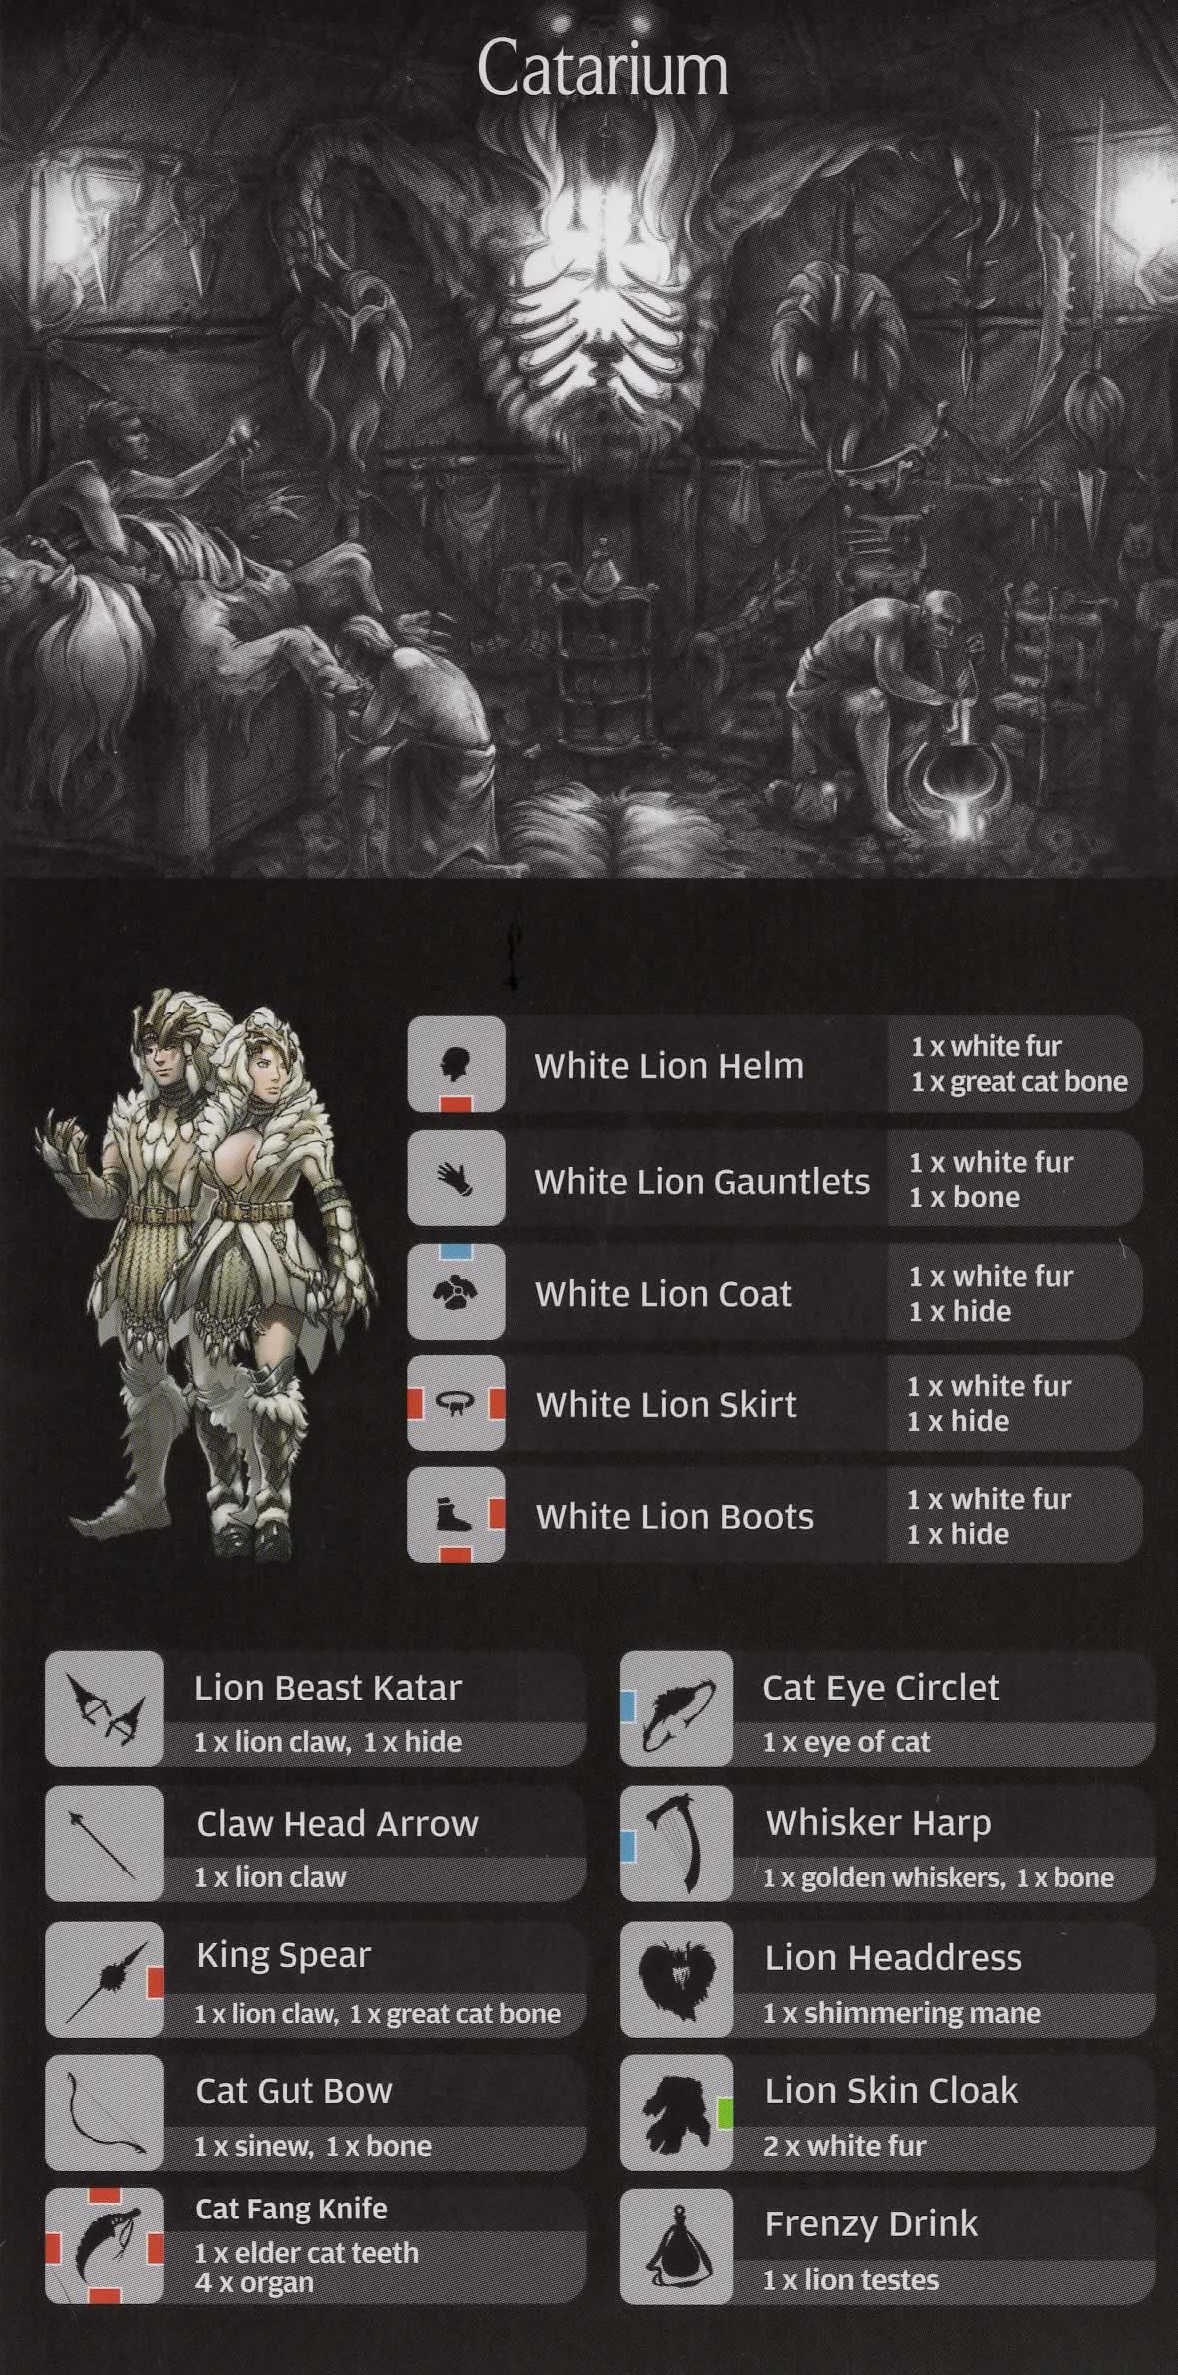 Catarium
White Lion Helm
1 x white fur
1 x great cat bone
White Lion Gauntlets
1 x white fur
1 x bone
White Lion Coat
1 x white fur
1 x hide
White Lion Skirt
1 x white fur
1 x hide
White Lion Boots
1 x white fur
1 x hide
Lion Beast Katar
1 x lion claw, 1 x hide
Claw Head Arrow
1 x lion claw
King Spear
1 x lion claw, 1 x great cat bone
Cat Gut Bow
1 x sinew, 1 x bone
Cat Fang Knife
1 x elder cat teeth
4 x organ
Cat Eye Circlet
1 x eye of cat
Whisker Harp
1 x golden whiskers, 1 x bone
Lion Headdress
1 x shimmering mane
Lion Skin Cloak
2 x white fur
Frenzy Drink
1 x lion testes